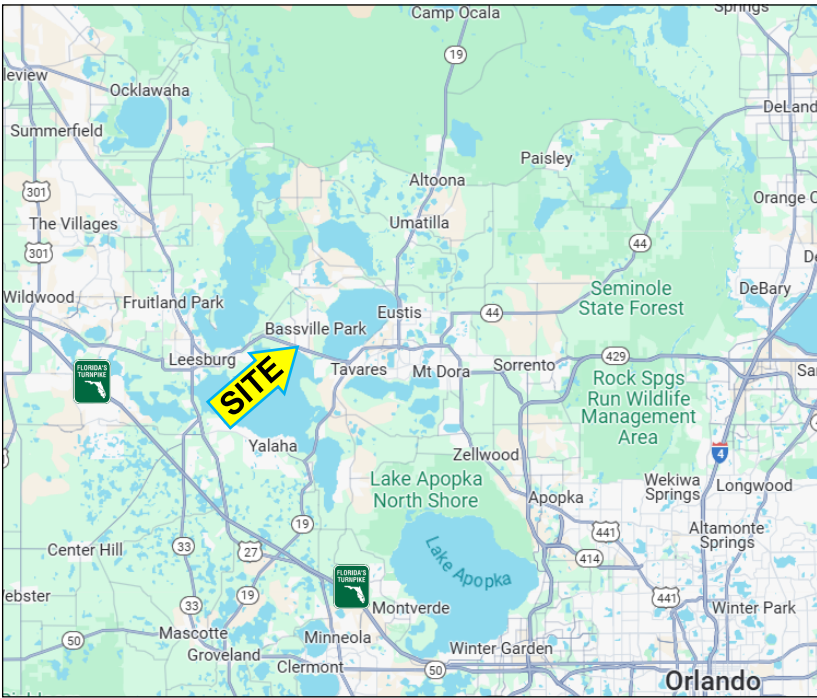 Camp Ocala
Springs
19
leview
Ocklawaha
DeLand
Summerfield
Paisley
Altoona
301
Orange C
The Villages
Umatilla
44
301
De
Seminole
State Forest
DeBary
Wildwood
Fruitland Park
Bassville Park
Eustis
44
Leesburg
429
FLORIDA'S
TURNPIKE
Tavares
Mt Dora
Sorrento
Sa
SITE
Rock Spgs
Run Wildlife
Management
Area
Yalaha
Zellwood
4
Lake Apopka
North Shore
Wekiwa
Springs
Longwood
Apopka
19
441
Altamonte
Springs
Center Hill
33
27
Lake Apopka
414
FLORIDA'S
TURNPIKE
ebster
19
33
Montverde
441
Winter Park
50
Mascotte
Minneola
Groveland
Winter Garden
Clermont
50
Orlando